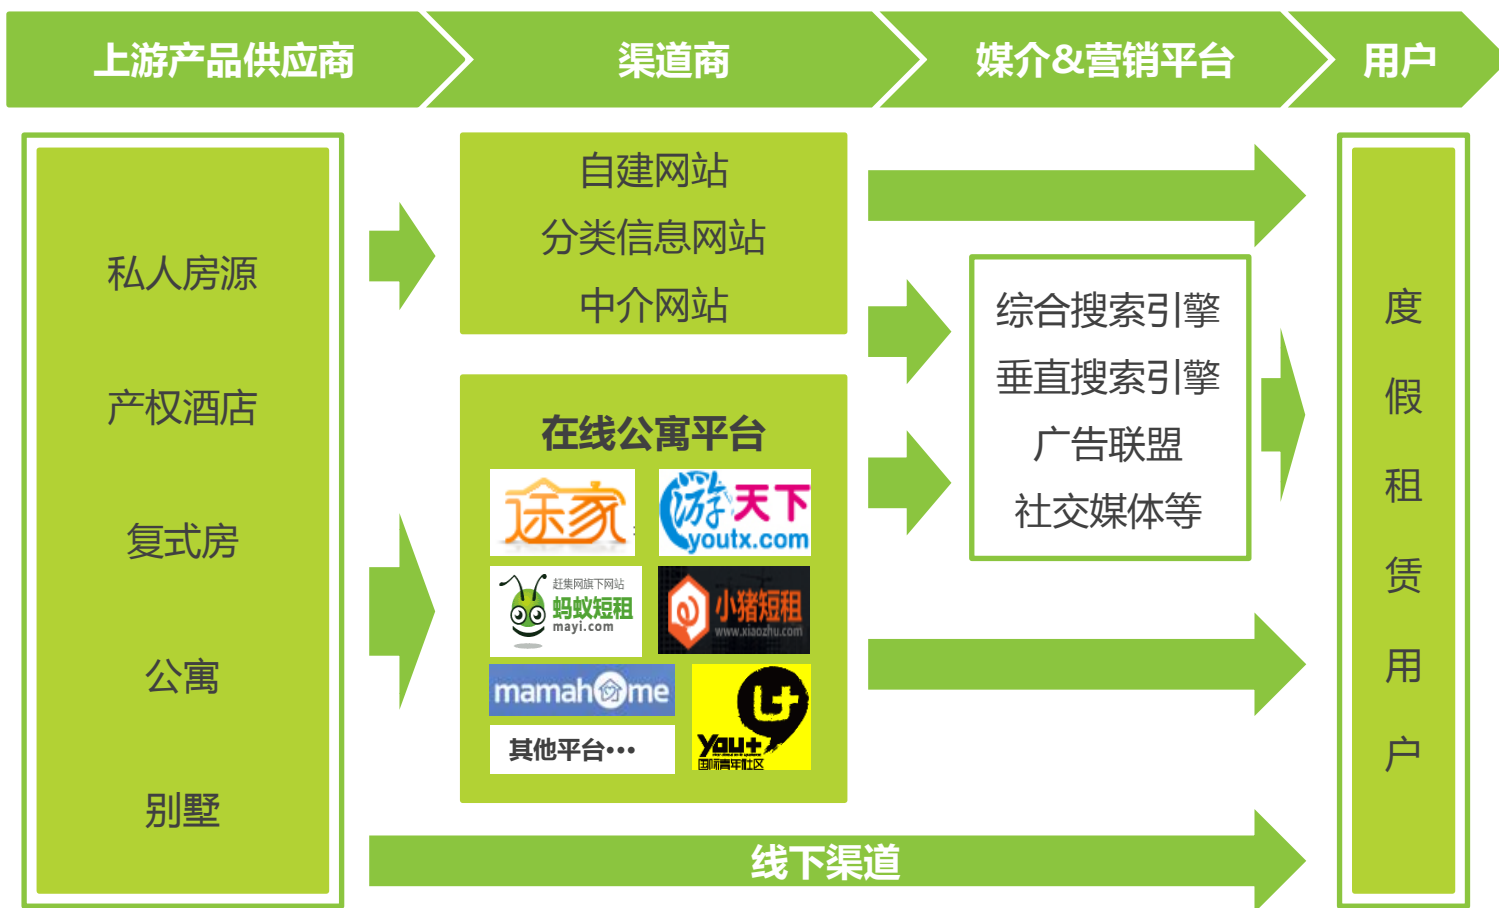 上游产品供应商
渠道商
媒介&营销平台
用户
私人房源
产权酒店
复式房
公寓
别墅
自建网站
分类信息网站
中介网站
在线公寓平台
途家
游天下
youtx.com
赶集网旗下网站
蚂蚁短租
mayi.com
小猪短租
www.xiaozhu.com
mamahome
You+
国际青年社区
其他平台···
综合搜索引擎
垂直搜索引擎
广告联盟
社交媒体等
度假租赁用户
线下渠道